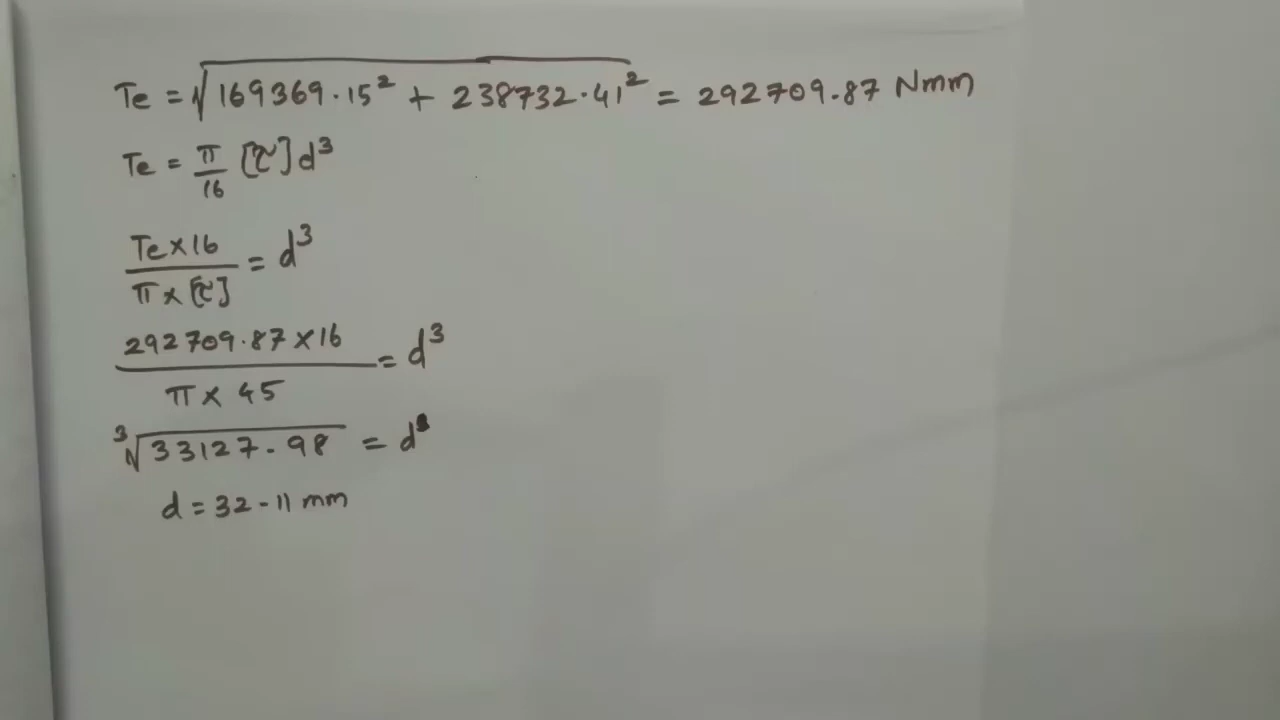 Te = √169369.15² + 238732.41² = 292709.87 Nmm
Te = π/16 [τ] d³
Te×16 / π×[τ] = d³
292709.87×16 / π×45 = d³
³√33127.98 = d
d = 32.11 mm